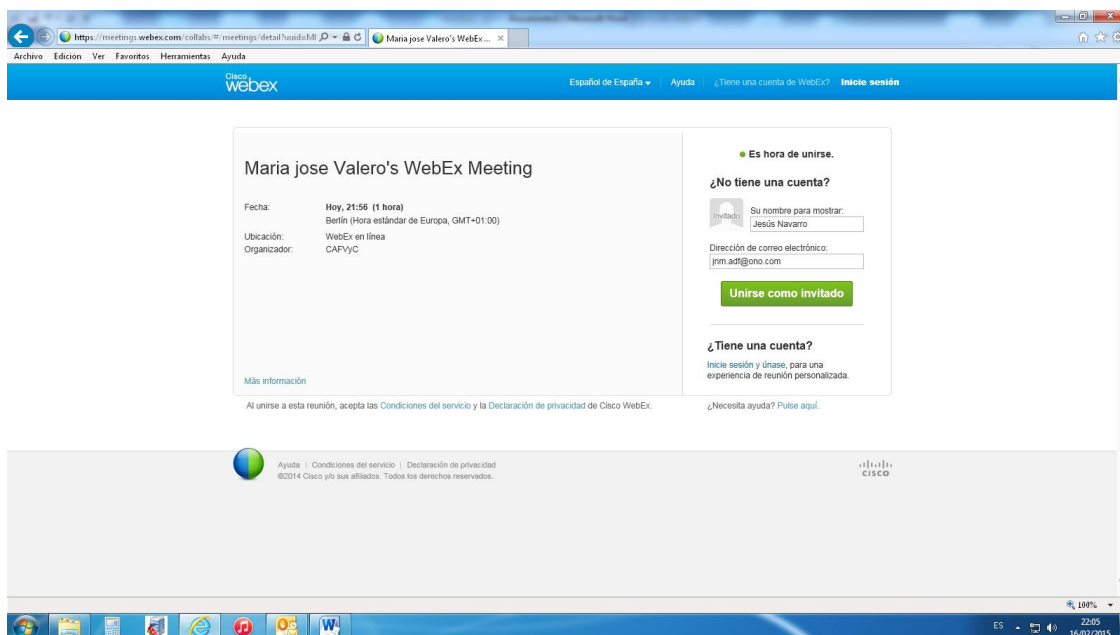 https://meetings.webex.com/collabs/#/meetings/detail?uuid=MI
Maria jose Valero's WebEx ...
Archivo Edición Ver Favoritos Herramientas Ayuda
Cisco webex
Español de España Ayuda ¿Tiene una cuenta de WebEx? Inicie sesión
Maria jose Valero's WebEx Meeting
Fecha: Hoy, 21:56 (1 hora)
Berlín (Hora estándar de Europa, GMT+01:00)
Ubicación: WebEx en línea
Organizador: CAFVyC
Más información
Es hora de unirse.
¿No tiene una cuenta?
Invitado
Su nombre para mostrar:
Jesús Navarro
Dirección de correo electrónico:
jnm.adf@ono.com
Unirse como invitado
¿Tiene una cuenta?
Inicie sesión y únase, para una
experiencia de reunión personalizada.
Al unirse a esta reunión, acepta las Condiciones del servicio y la Declaración de privacidad de Cisco WebEx.
¿Necesita ayuda? Pulse aquí.
Ayuda | Condiciones del servicio | Declaración de privacidad
©2014 Cisco y/o sus afiliados. Todos los derechos reservados.
CISCO
100%
ES
22:05
16/02/2015